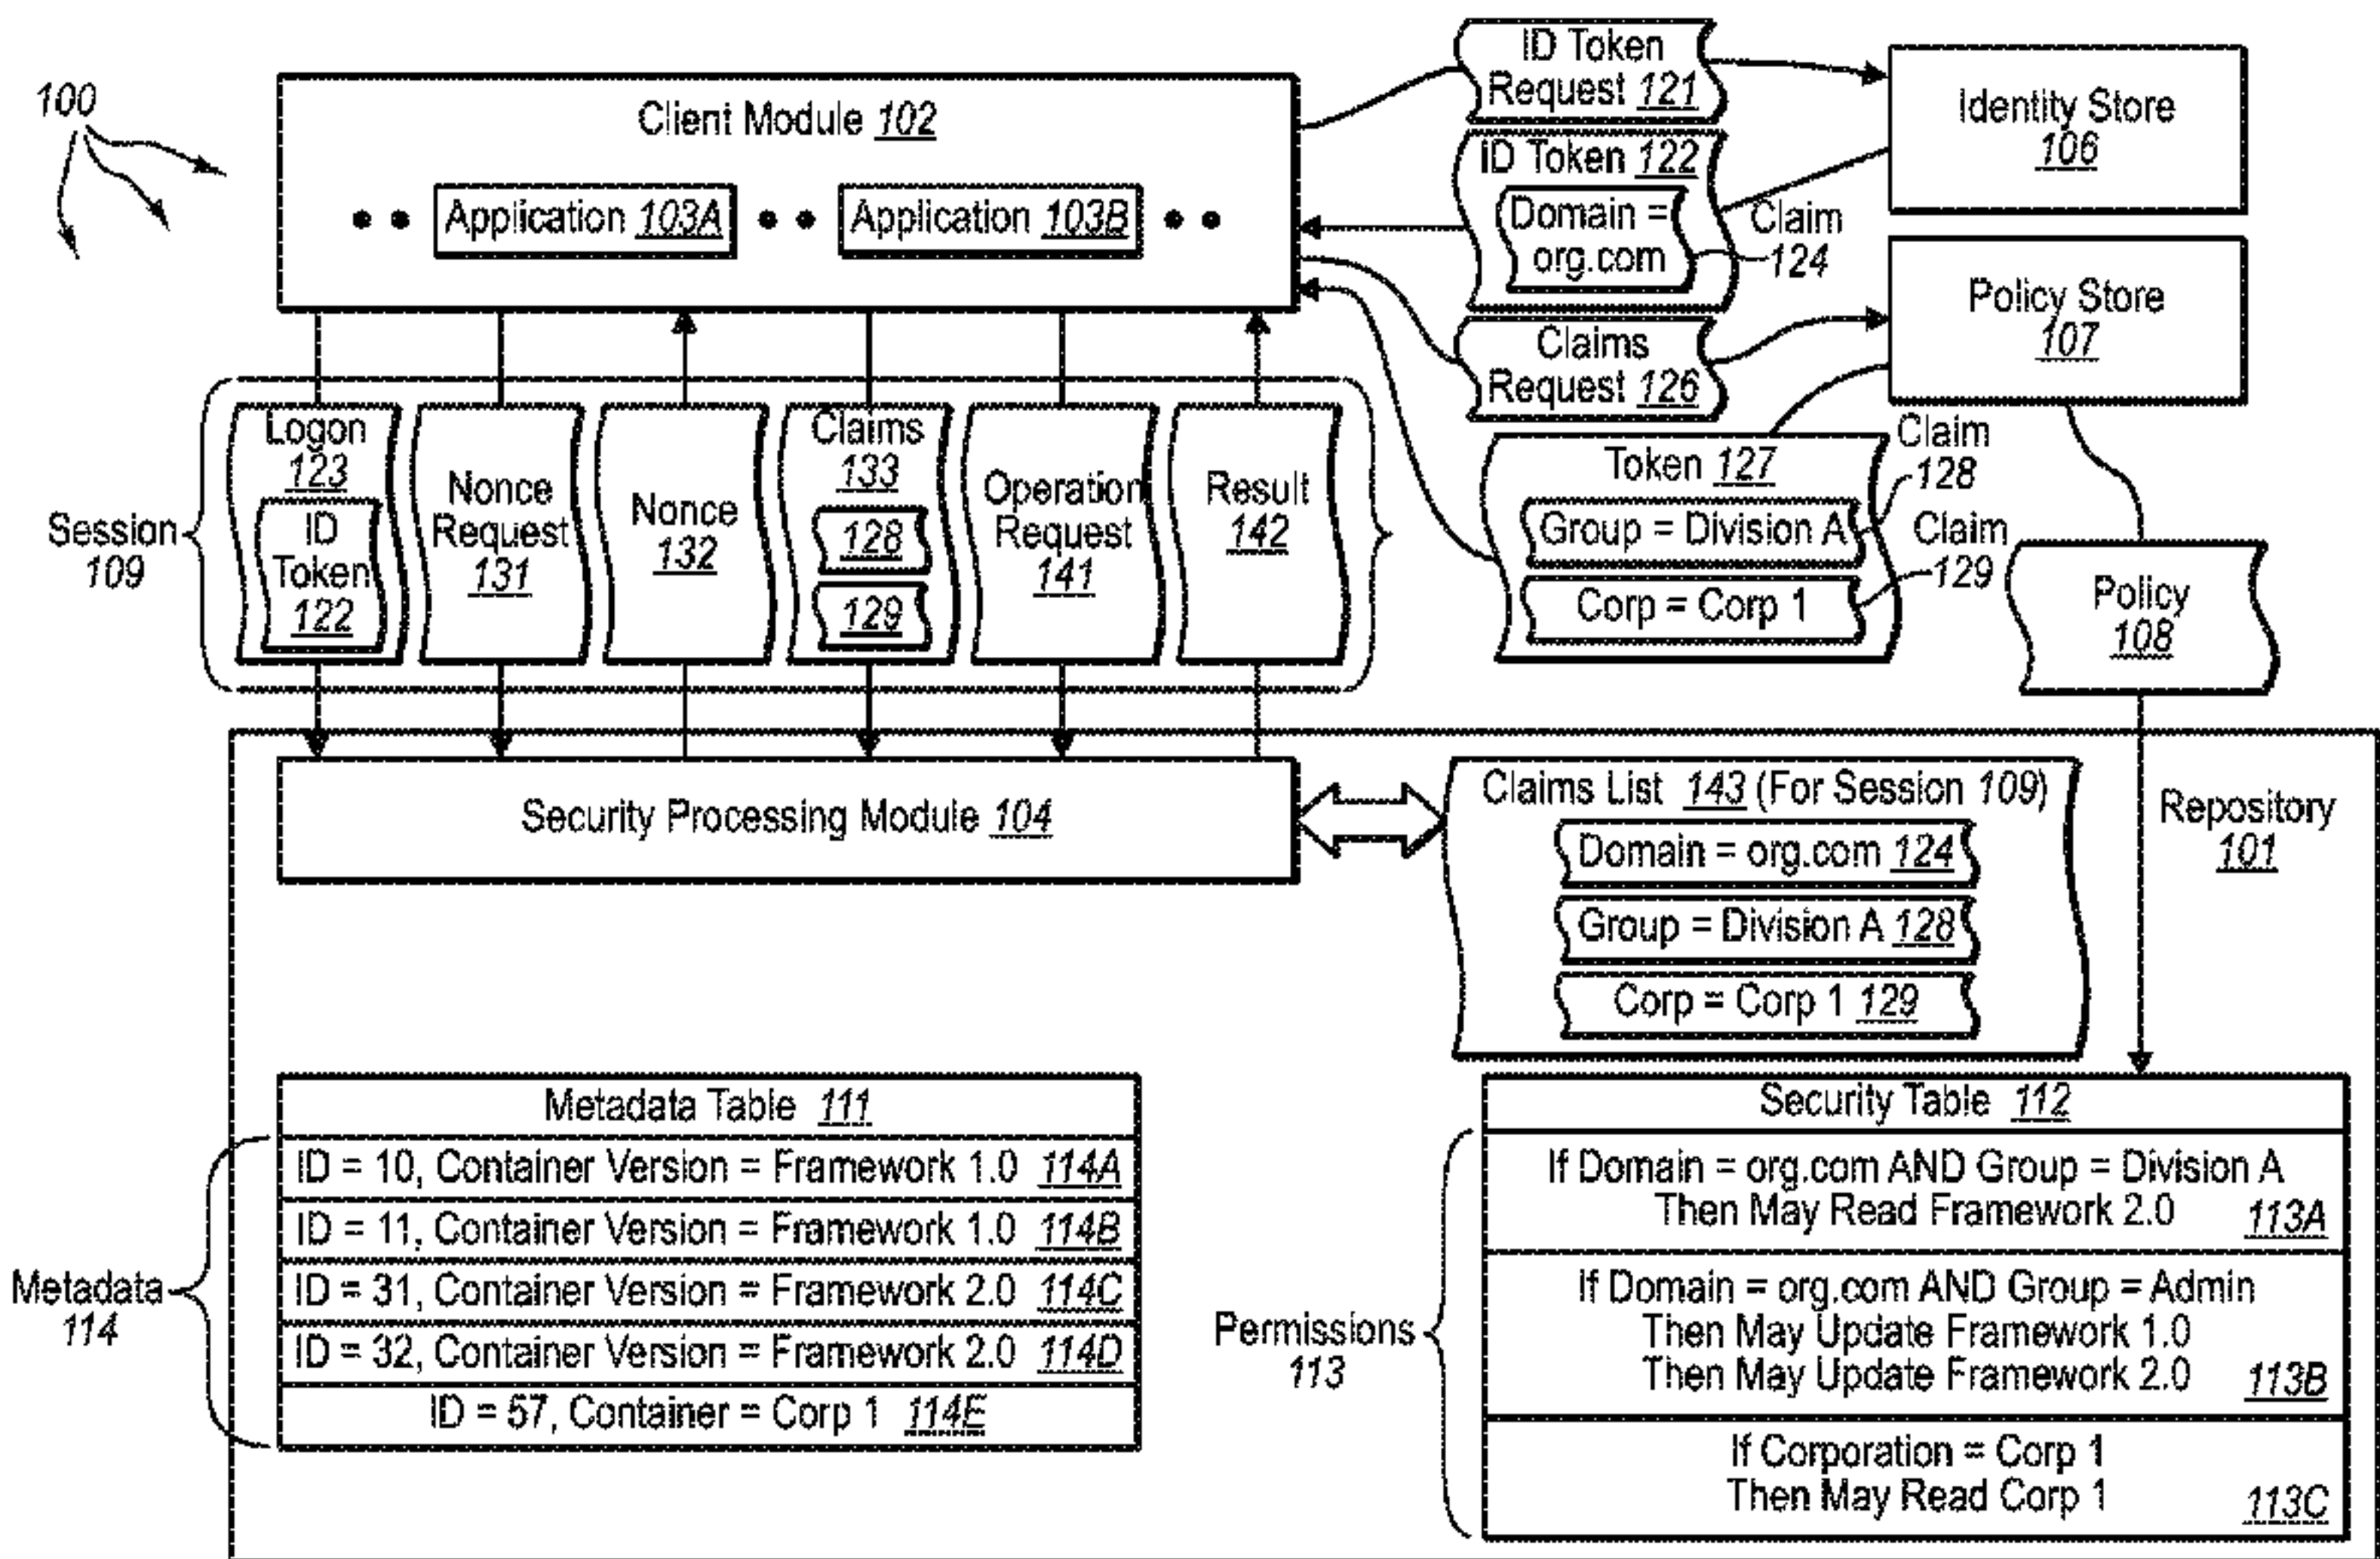 100
Client Module 102
Application 103A
Application 103B
ID Token
Request 121
Identity Store
106
ID Token 122
Domain =
org.com
Claim
124
Claims
Request 126
Policy Store
107
Token 127
Group = Division A
Corp = Corp 1
Claim
128
Claim
129
Policy
108
Session
109
Logon
123
ID
Token
122
Nonce
Request
131
Nonce
132
Claims
133
128
129
Operation
Request
141
Result
142
Security Processing Module 104
Claims List 143 (For Session 109)
Domain = org.com 124
Group = Division A 128
Corp = Corp 1 129
Repository
101
Metadata
114
Metadata Table 111
ID = 10, Container Version = Framework 1.0 114A
ID = 11, Container Version = Framework 1.0 114B
ID = 31, Container Version = Framework 2.0 114C
ID = 32, Container Version = Framework 2.0 114D
ID = 57, Container = Corp 1 114E
Permissions
113
Security Table 112
If Domain = org.com AND Group = Division A
Then May Read Framework 2.0 113A
If Domain = org.com AND Group = Admin
Then May Update Framework 1.0
Then May Update Framework 2.0 113B
If Corporation = Corp 1
Then May Read Corp 1 113C